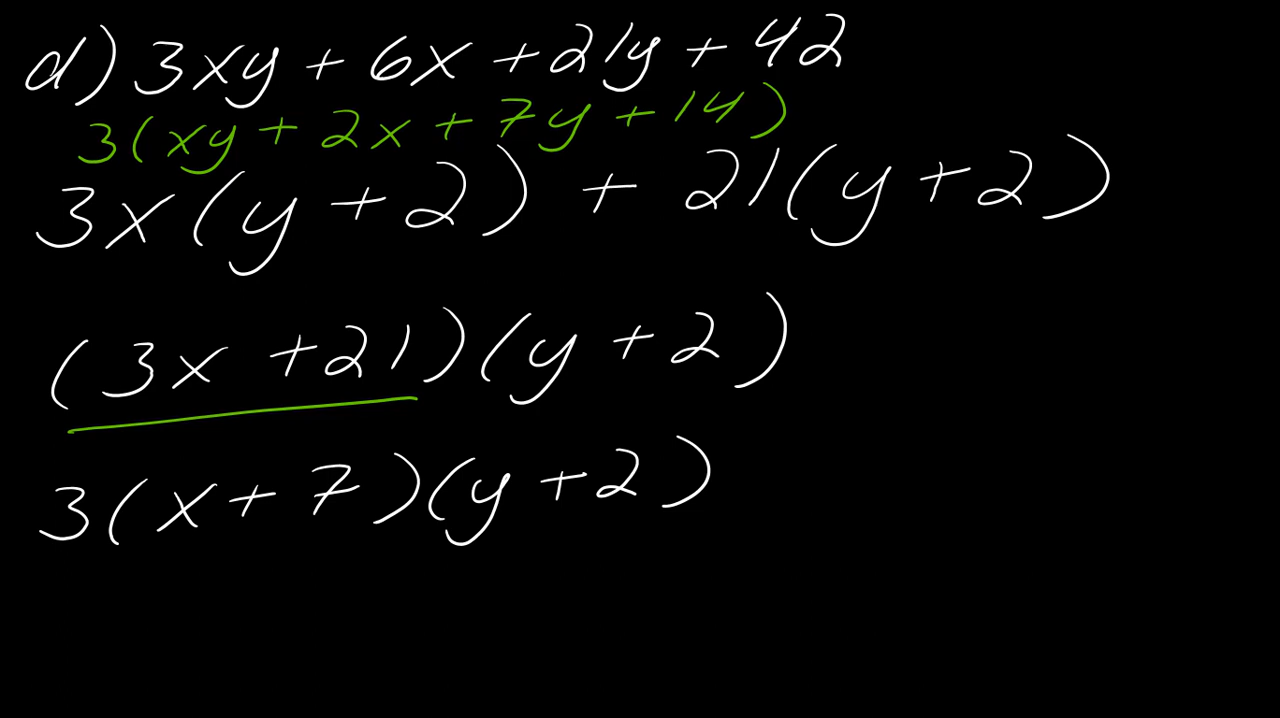 d) 3xy + 6x + 21y + 42
3(xy + 2x + 7y + 14)
3x(y + 2) + 21(y + 2)
(3x + 21)(y + 2)
3(x + 7)(y + 2)